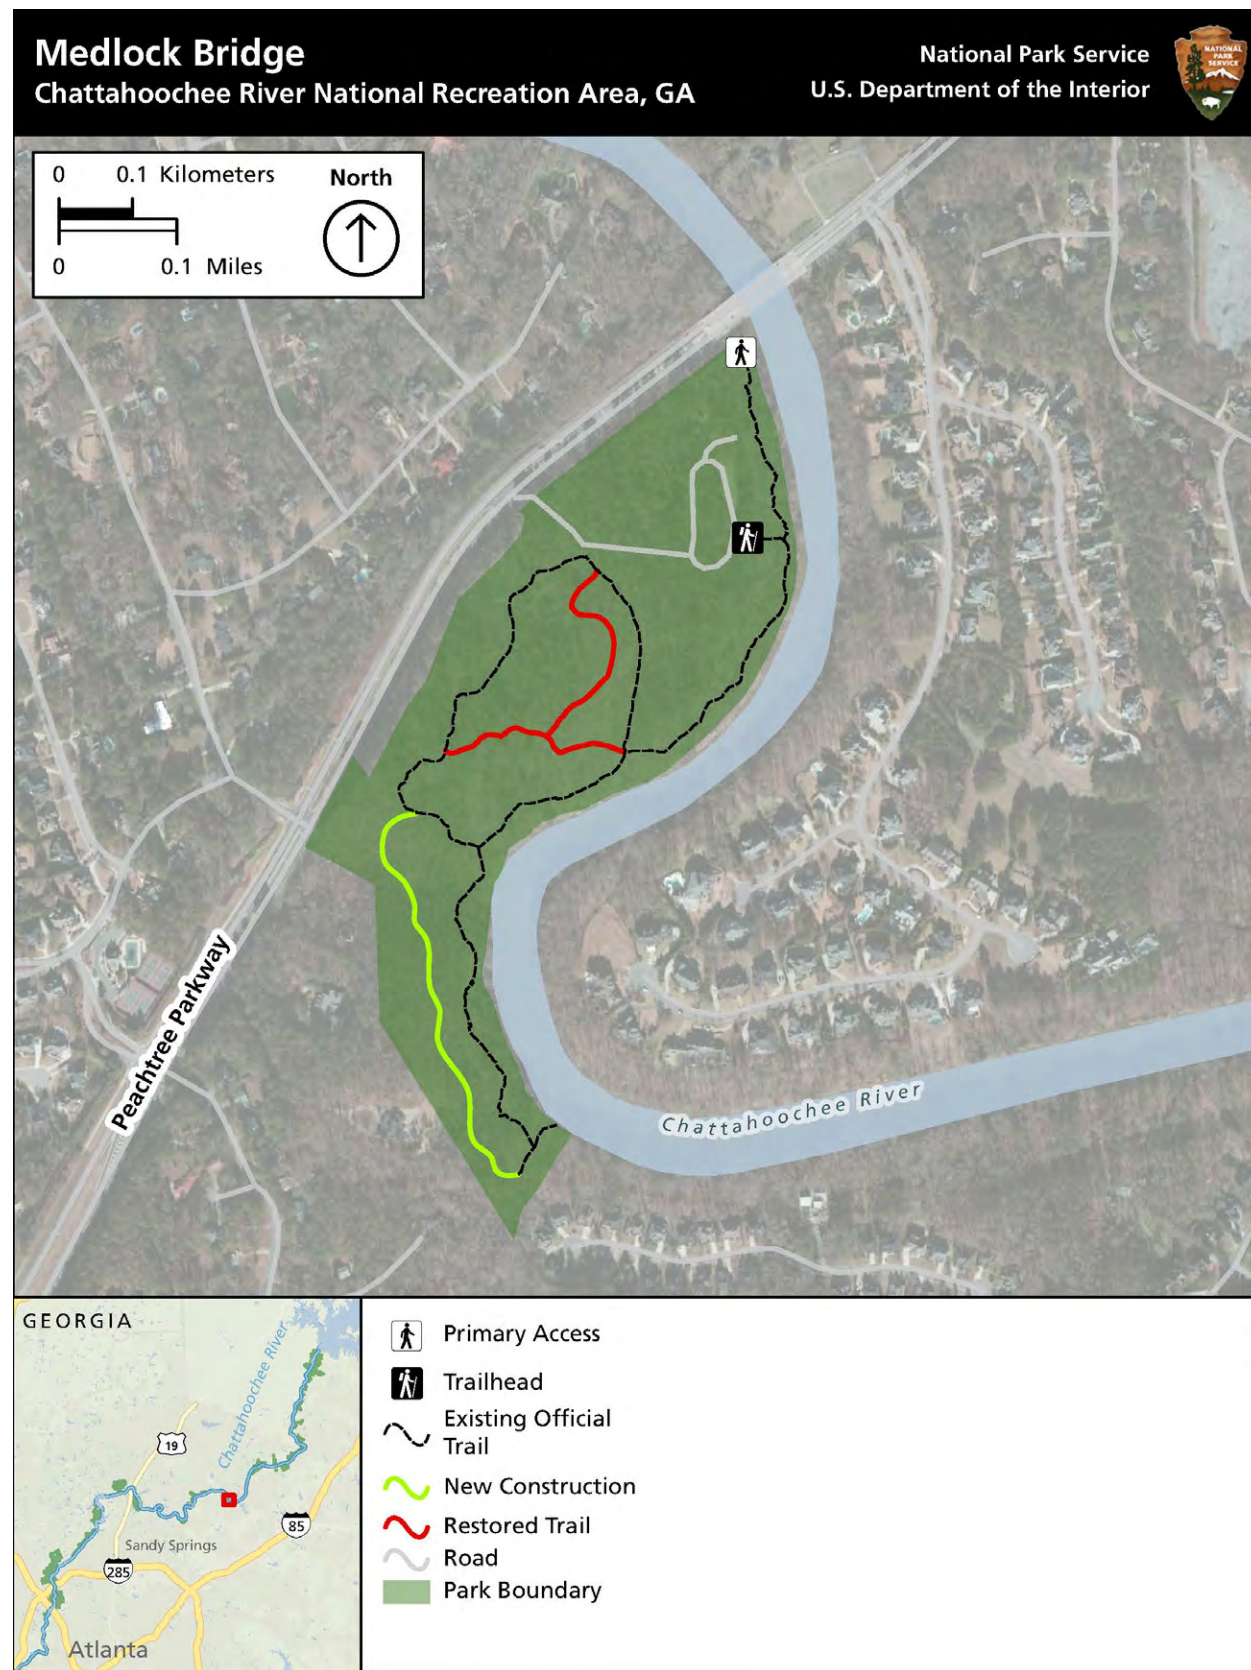 Medlock Bridge
Chattahoochee River National Recreation Area, GA
National Park Service
U.S. Department of the Interior
NATIONAL
PARK
SERVICE
0 0.1 Kilometers
0 0.1 Miles
North
Peachtree Parkway
Chattahoochee River
GEORGIA
Chattahoochee River
19
85
Sandy Springs
285
Atlanta
Primary Access
Trailhead
Existing Official
Trail
New Construction
Restored Trail
Road
Park Boundary